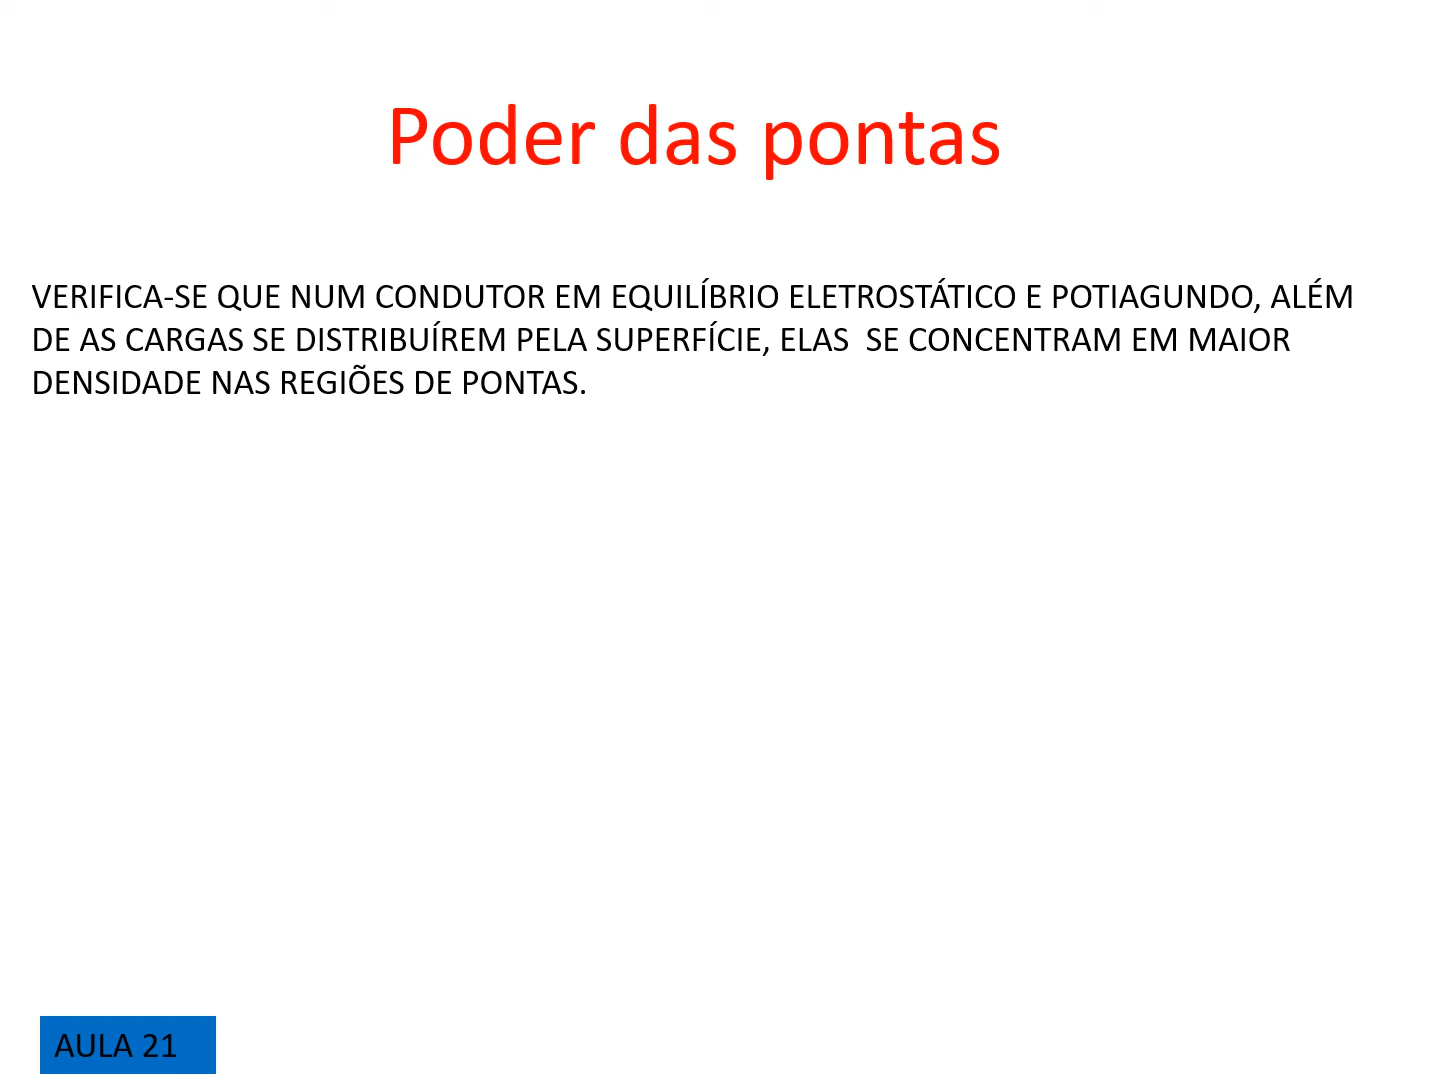 Poder das pontas
VERIFICA-SE QUE NUM CONDUTOR EM EQUILÍBRIO ELETROSTÁTICO E POTIAGUNDO, ALÉM
DE AS CARGAS SE DISTRIBUÍREM PELA SUPERFÍCIE, ELAS  SE CONCENTRAM EM MAIOR
DENSIDADE NAS REGIÕES DE PONTAS.
AULA 21